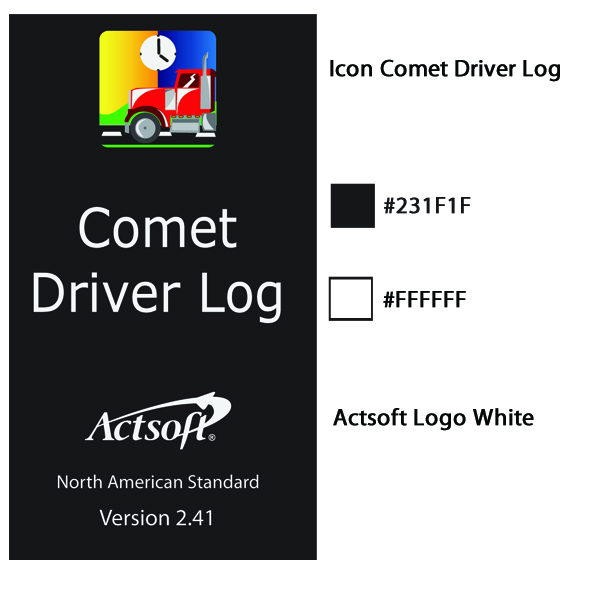 Comet
Driver Log
Actsoft®
North American Standard
Version 2.41
Icon Comet Driver Log
#231F1F
#FFFFFF
Actsoft Logo White